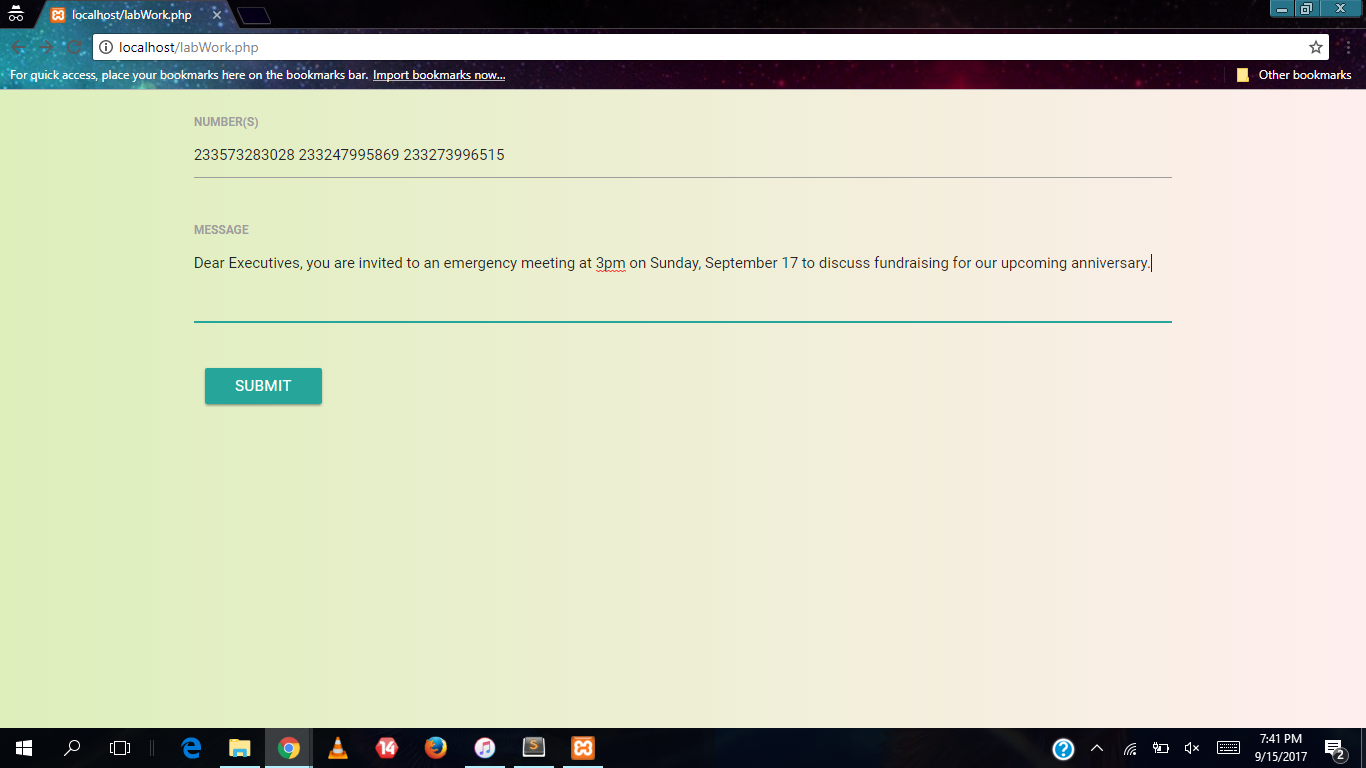 localhost/labWork.php
localhost/labWork.php
For quick access, place your bookmarks here on the bookmarks bar. Import bookmarks now...
Other bookmarks
NUMBER(S)
233573283028 233247995869 233273996515
MESSAGE
Dear Executives, you are invited to an emergency meeting at 3pm on Sunday, September 17 to discuss fundraising for our upcoming anniversary.
SUBMIT
14
S
7:41 PM
9/15/2017
2